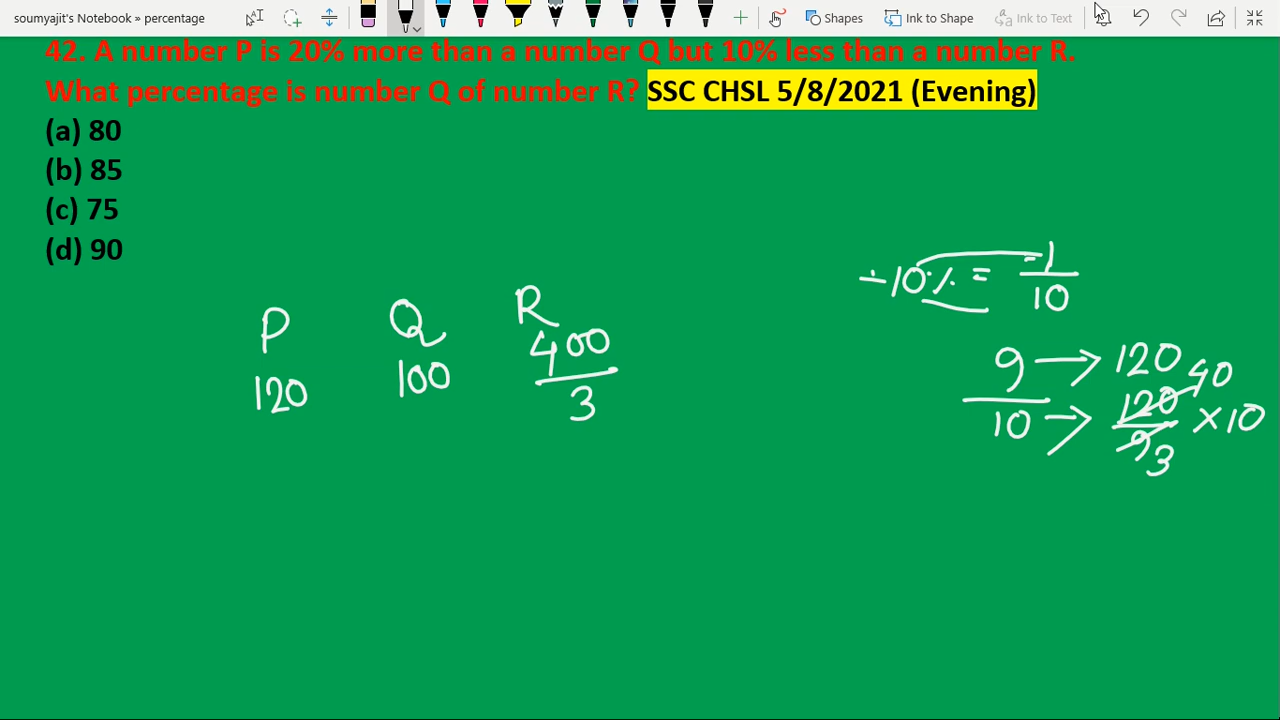 soumyajit's Notebook » percentage Shapes Ink to Shape Ink to Text
42. A number P is 20% more than a number Q but 10% less than a number R.
What percentage is number Q of number R? SSC CHSL 5/8/2021 (Evening)
(a) 80
(b) 85
(c) 75
(d) 90
P Q R
120 100 400/3
-10% = -1/10
9 → 120
10 → 120/9 × 10
40
3